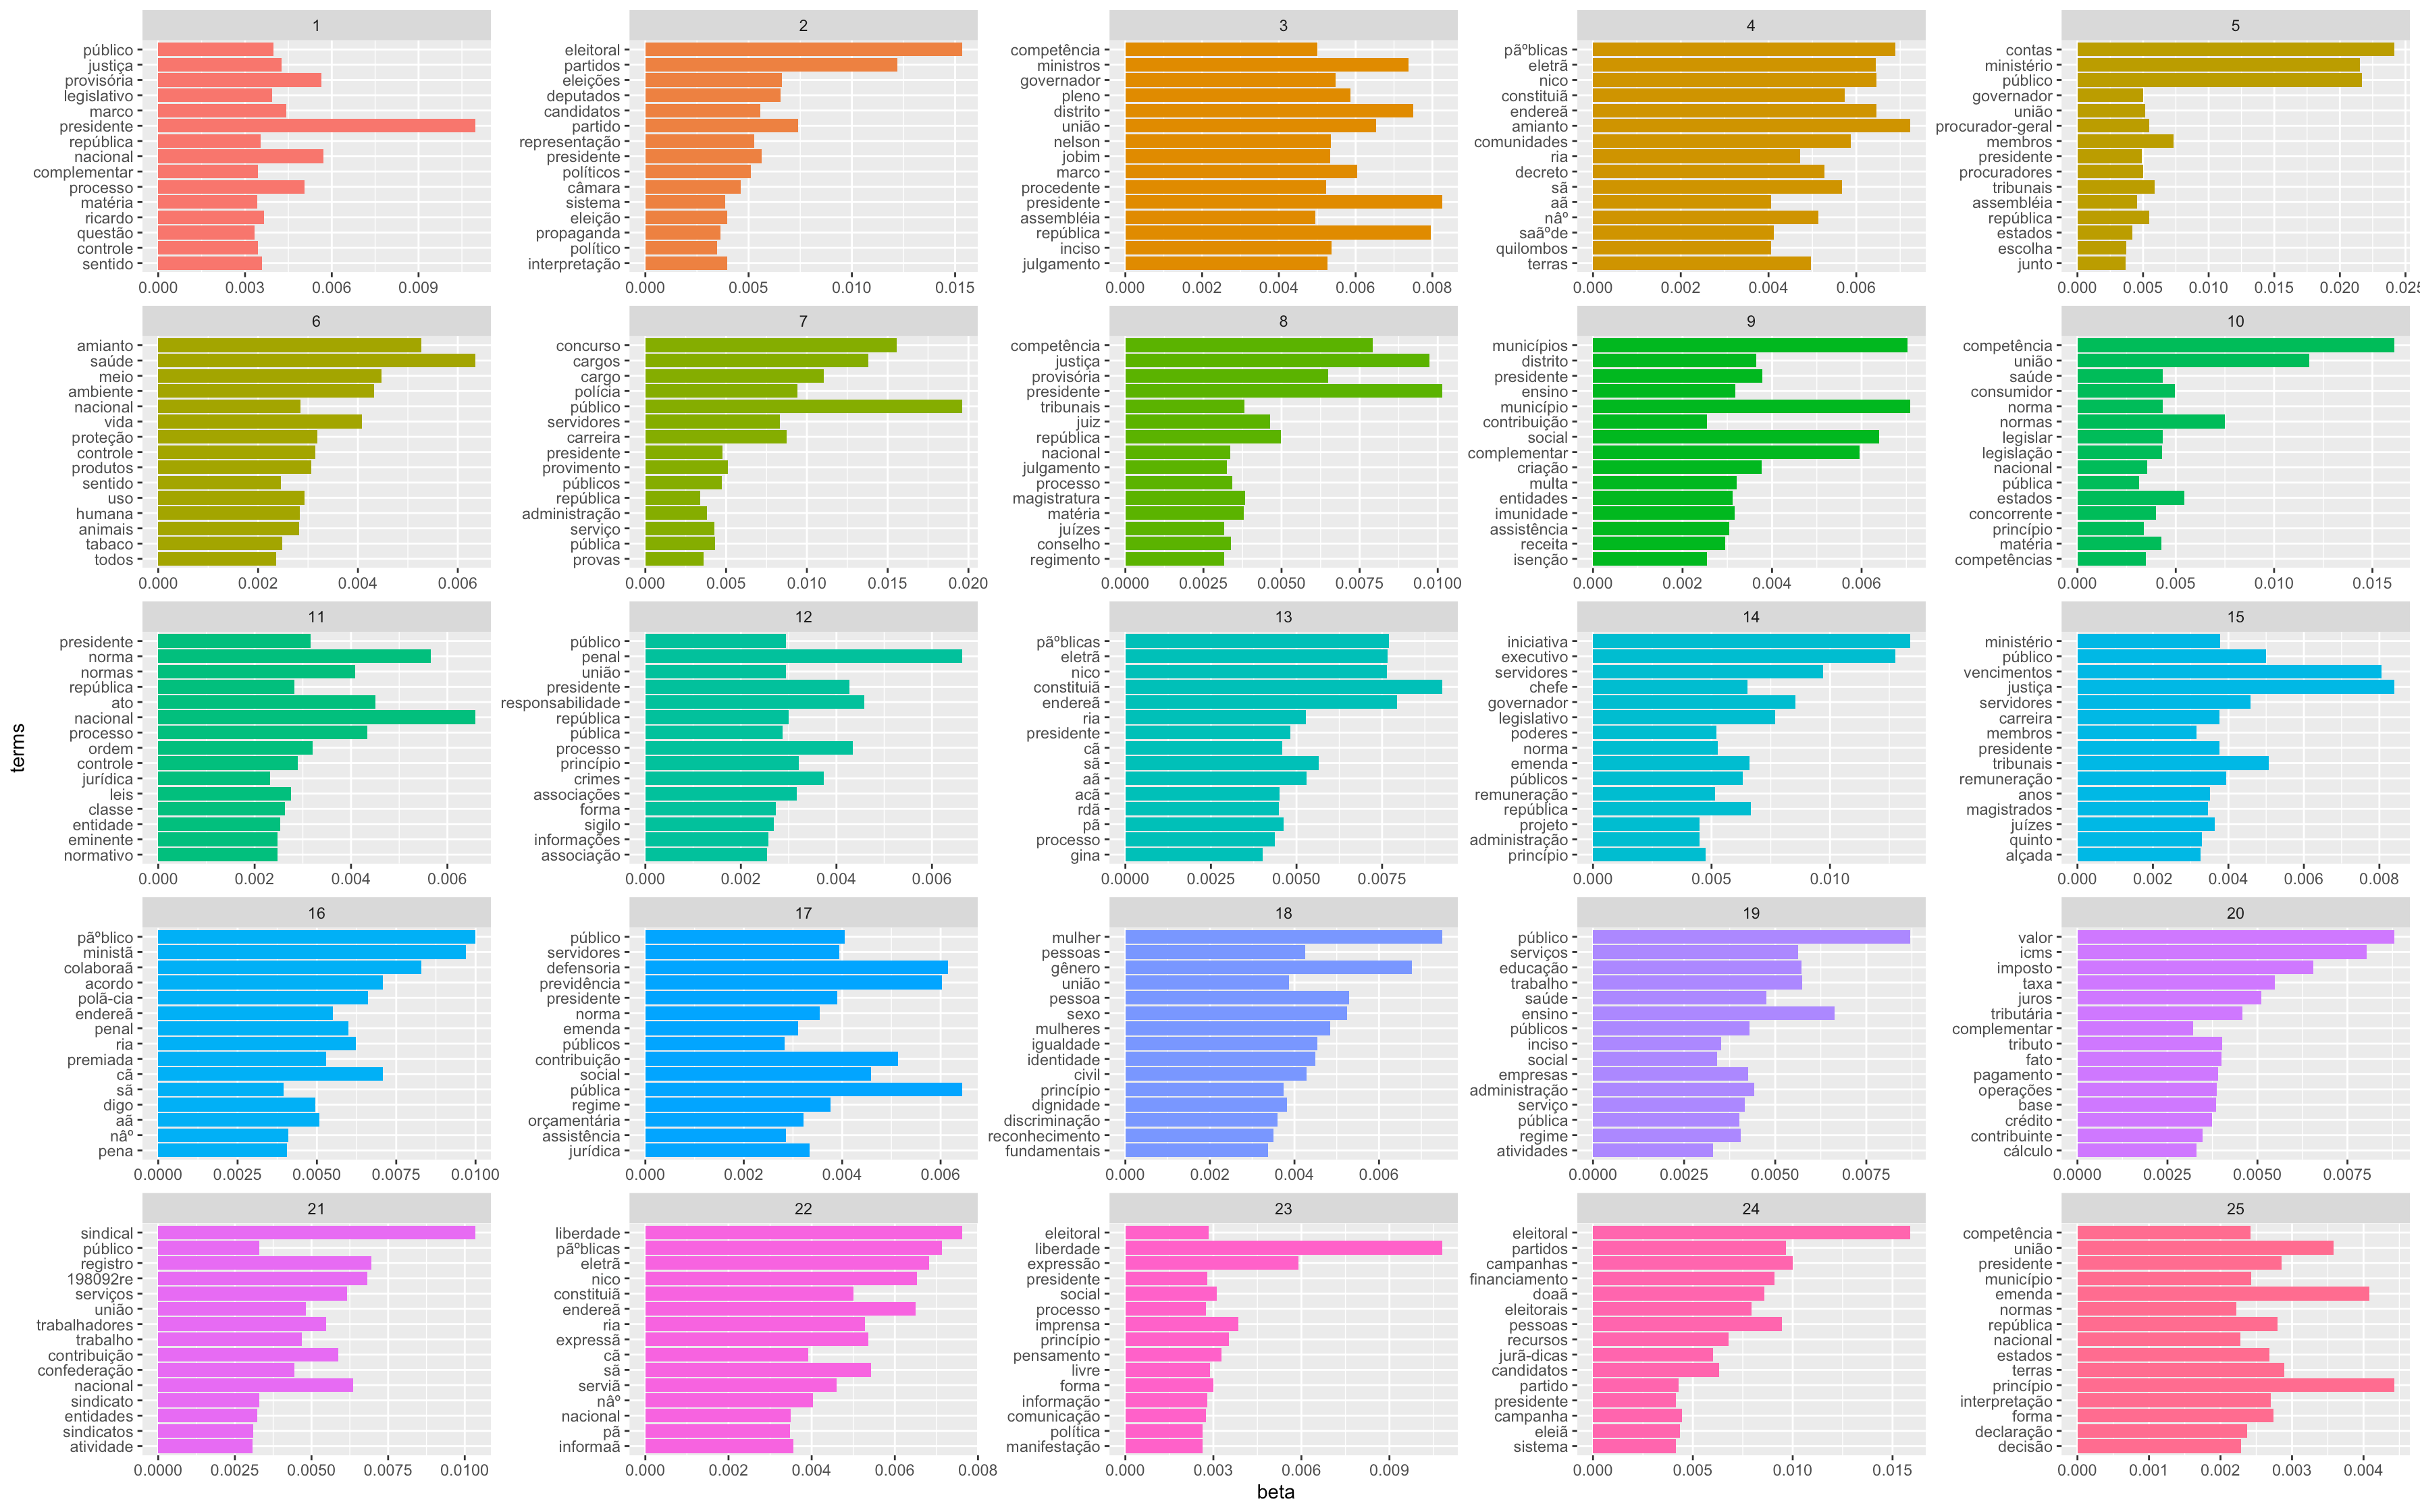 terms
1
público
justiça
provisória
legislativo
marco
presidente
república
nacional
complementar
processo
matéria
ricardo
questão
controle
sentido
0.000 0.003 0.006 0.009
2
eleitoral
partidos
eleições
deputados
candidatos
partido
representação
presidente
políticos
câmara
sistema
eleição
propaganda
político
interpretação
0.000 0.005 0.010 0.015
3
competência
ministros
governador
pleno
distrito
união
nelson
jobim
marco
procedente
presidente
assembléia
república
inciso
julgamento
0.000 0.002 0.004 0.006 0.008
4
pãºblicas
eletrã
nico
constituiã
endereã
amianto
comunidades
ria
decreto
sã
aã
nâº
saãºde
quilombos
terras
0.000 0.002 0.004 0.006
5
contas
ministério
público
governador
união
procurador-geral
membros
presidente
procuradores
tribunais
assembléia
república
estados
escolha
junto
0.000 0.005 0.010 0.015 0.020 0.025
6
amianto
saúde
meio
ambiente
nacional
vida
proteção
controle
produtos
sentido
uso
humana
animais
tabaco
todos
0.000 0.002 0.004 0.006
7
concurso
cargos
cargo
polícia
público
servidores
carreira
presidente
provimento
públicos
república
administração
serviço
pública
provas
0.000 0.005 0.010 0.015 0.020
8
competência
justiça
provisória
presidente
tribunais
juiz
república
nacional
julgamento
processo
magistratura
matéria
juízes
conselho
regimento
0.0000 0.0025 0.0050 0.0075 0.0100
9
municípios
distrito
presidente
ensino
município
contribuição
social
complementar
criação
multa
entidades
imunidade
assistência
receita
isenção
0.000 0.002 0.004 0.006
10
competência
união
saúde
consumidor
norma
normas
legislar
legislação
nacional
pública
estados
concorrente
princípio
matéria
competências
0.000 0.005 0.010 0.015
11
presidente
norma
normas
república
ato
nacional
processo
ordem
controle
jurídica
leis
classe
entidade
eminente
normativo
0.000 0.002 0.004 0.006
12
público
penal
união
presidente
responsabilidade
república
pública
processo
princípio
crimes
associações
forma
sigilo
informações
associação
0.000 0.002 0.004 0.006
13
pãºblicas
eletrã
nico
constituiã
endereã
ria
presidente
cã
sã
aã
acã
rdã
pã
processo
gina
0.0000 0.0025 0.0050 0.0075
14
iniciativa
executivo
servidores
chefe
governador
legislativo
poderes
norma
emenda
públicos
remuneração
república
projeto
administração
princípio
0.000 0.005 0.010
15
ministério
público
vencimentos
justiça
servidores
carreira
membros
presidente
tribunais
remuneração
anos
magistrados
juízes
quinto
alçada
0.000 0.002 0.004 0.006 0.008
16
pãºblico
ministã
colaboraã
acordo
polã-cia
endereã
penal
ria
premiada
cã
sã
digo
aã
nâº
pena
0.0000 0.0025 0.0050 0.0075 0.0100
17
público
servidores
defensoria
previdência
presidente
norma
emenda
públicos
contribuição
social
pública
regime
orçamentária
assistência
jurídica
0.000 0.002 0.004 0.006
18
mulher
pessoas
gênero
união
pessoa
sexo
mulheres
igualdade
identidade
civil
princípio
dignidade
discriminação
reconhecimento
fundamentais
0.000 0.002 0.004 0.006
19
público
serviços
educação
trabalho
saúde
ensino
públicos
inciso
social
empresas
administração
serviço
pública
regime
atividades
0.0000 0.0025 0.0050 0.0075
20
valor
icms
imposto
taxa
juros
tributária
complementar
tributo
fato
pagamento
operações
base
crédito
contribuinte
cálculo
0.0000 0.0025 0.0050 0.0075
21
sindical
público
registro
198092re
serviços
união
trabalhadores
trabalho
contribuição
confederação
nacional
sindicato
entidades
sindicatos
atividade
0.0000 0.0025 0.0050 0.0075 0.0100
22
liberdade
pãºblicas
eletrã
nico
constituiã
endereã
ria
expressã
cã
sã
serviã
nâº
nacional
pã
informaã
0.000 0.002 0.004 0.006 0.008
23
eleitoral
liberdade
expressão
presidente
social
processo
imprensa
princípio
pensamento
livre
forma
informação
comunicação
política
manifestação
0.000 0.003 0.006 0.009
24
eleitoral
partidos
campanhas
financiamento
doaã
eleitorais
pessoas
recursos
jurã-dicas
candidatos
partido
presidente
campanha
eleiã
sistema
0.000 0.005 0.010 0.015
25
competência
união
presidente
município
emenda
normas
república
nacional
estados
terras
princípio
interpretação
forma
declaração
decisão
0.000 0.001 0.002 0.003 0.004
beta